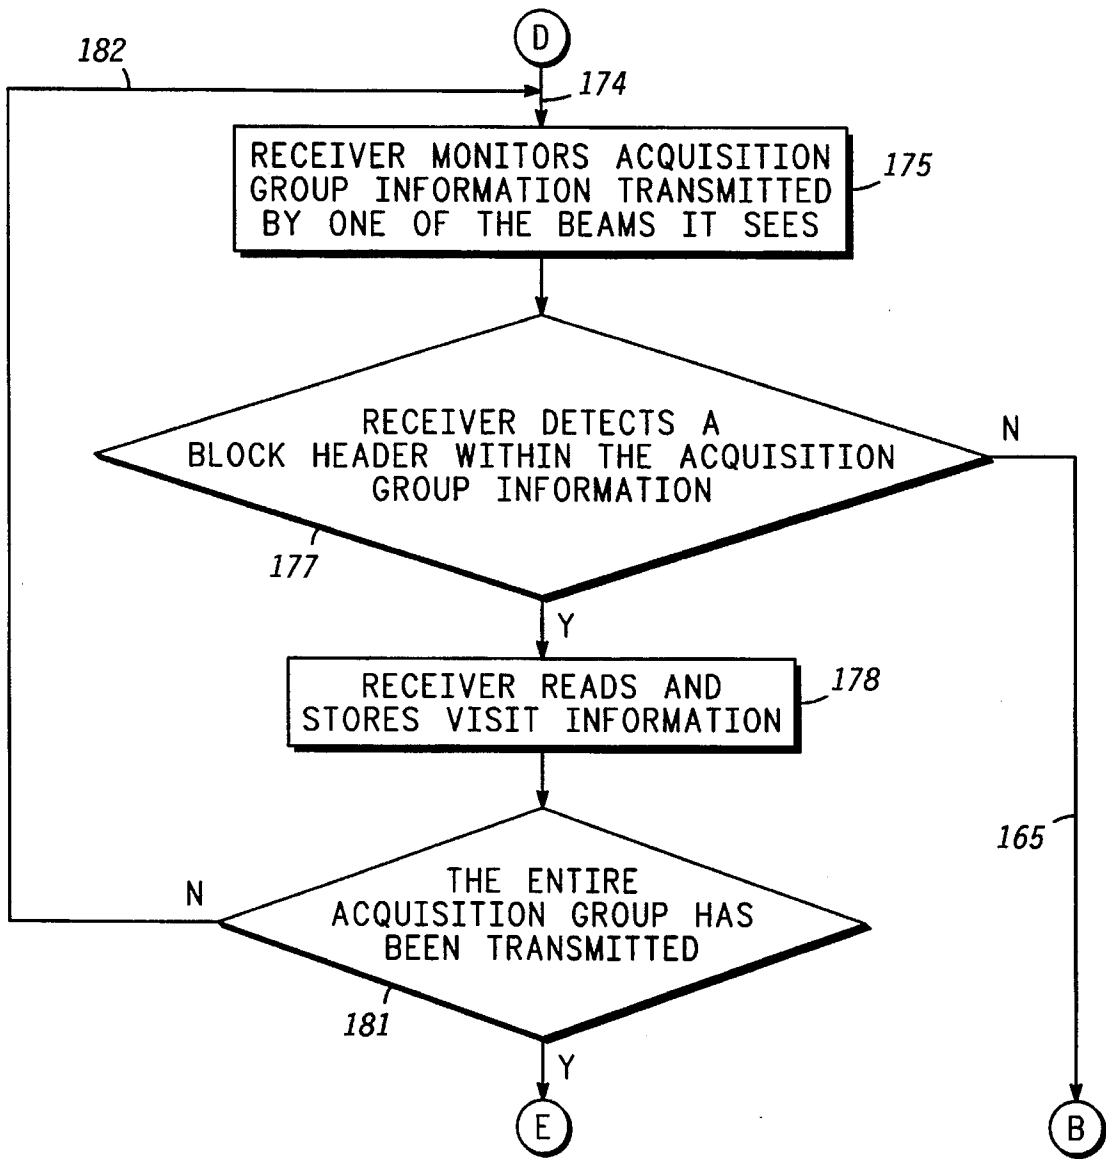 D
182
174
RECEIVER MONITORS ACQUISITION
GROUP INFORMATION TRANSMITTED
BY ONE OF THE BEAMS IT SEES
175
RECEIVER DETECTS A
BLOCK HEADER WITHIN THE ACQUISITION
GROUP INFORMATION
N
177
Y
RECEIVER READS AND
STORES VISIT INFORMATION
178
165
N
THE ENTIRE
ACQUISITION GROUP HAS
BEEN TRANSMITTED
181
Y
E
B